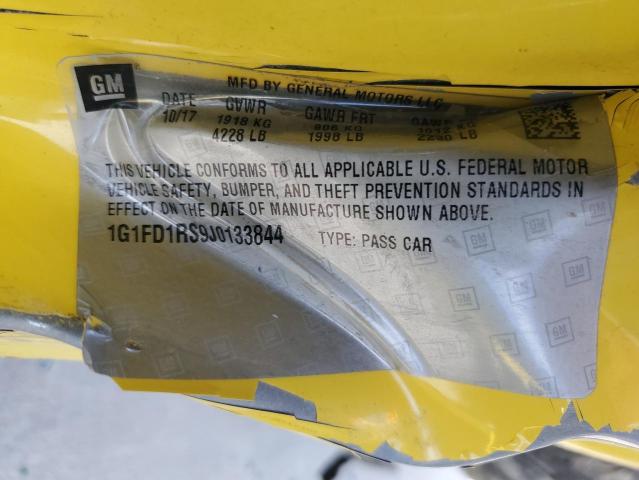 GM
MFD BY GENERAL MOTORS LLC
DATE GVWR GAWR FRT
10/17 1918 KG 906 KG
4228 LB 1998 LB 2230 LB
THIS VEHICLE CONFORMS TO ALL APPLICABLE U.S. FEDERAL MOTOR
VEHICLE SAFETY, BUMPER, AND THEFT PREVENTION STANDARDS IN
EFFECT ON THE DATE OF MANUFACTURE SHOWN ABOVE.
1G1FD1RS9J0133844 TYPE: PASS CAR